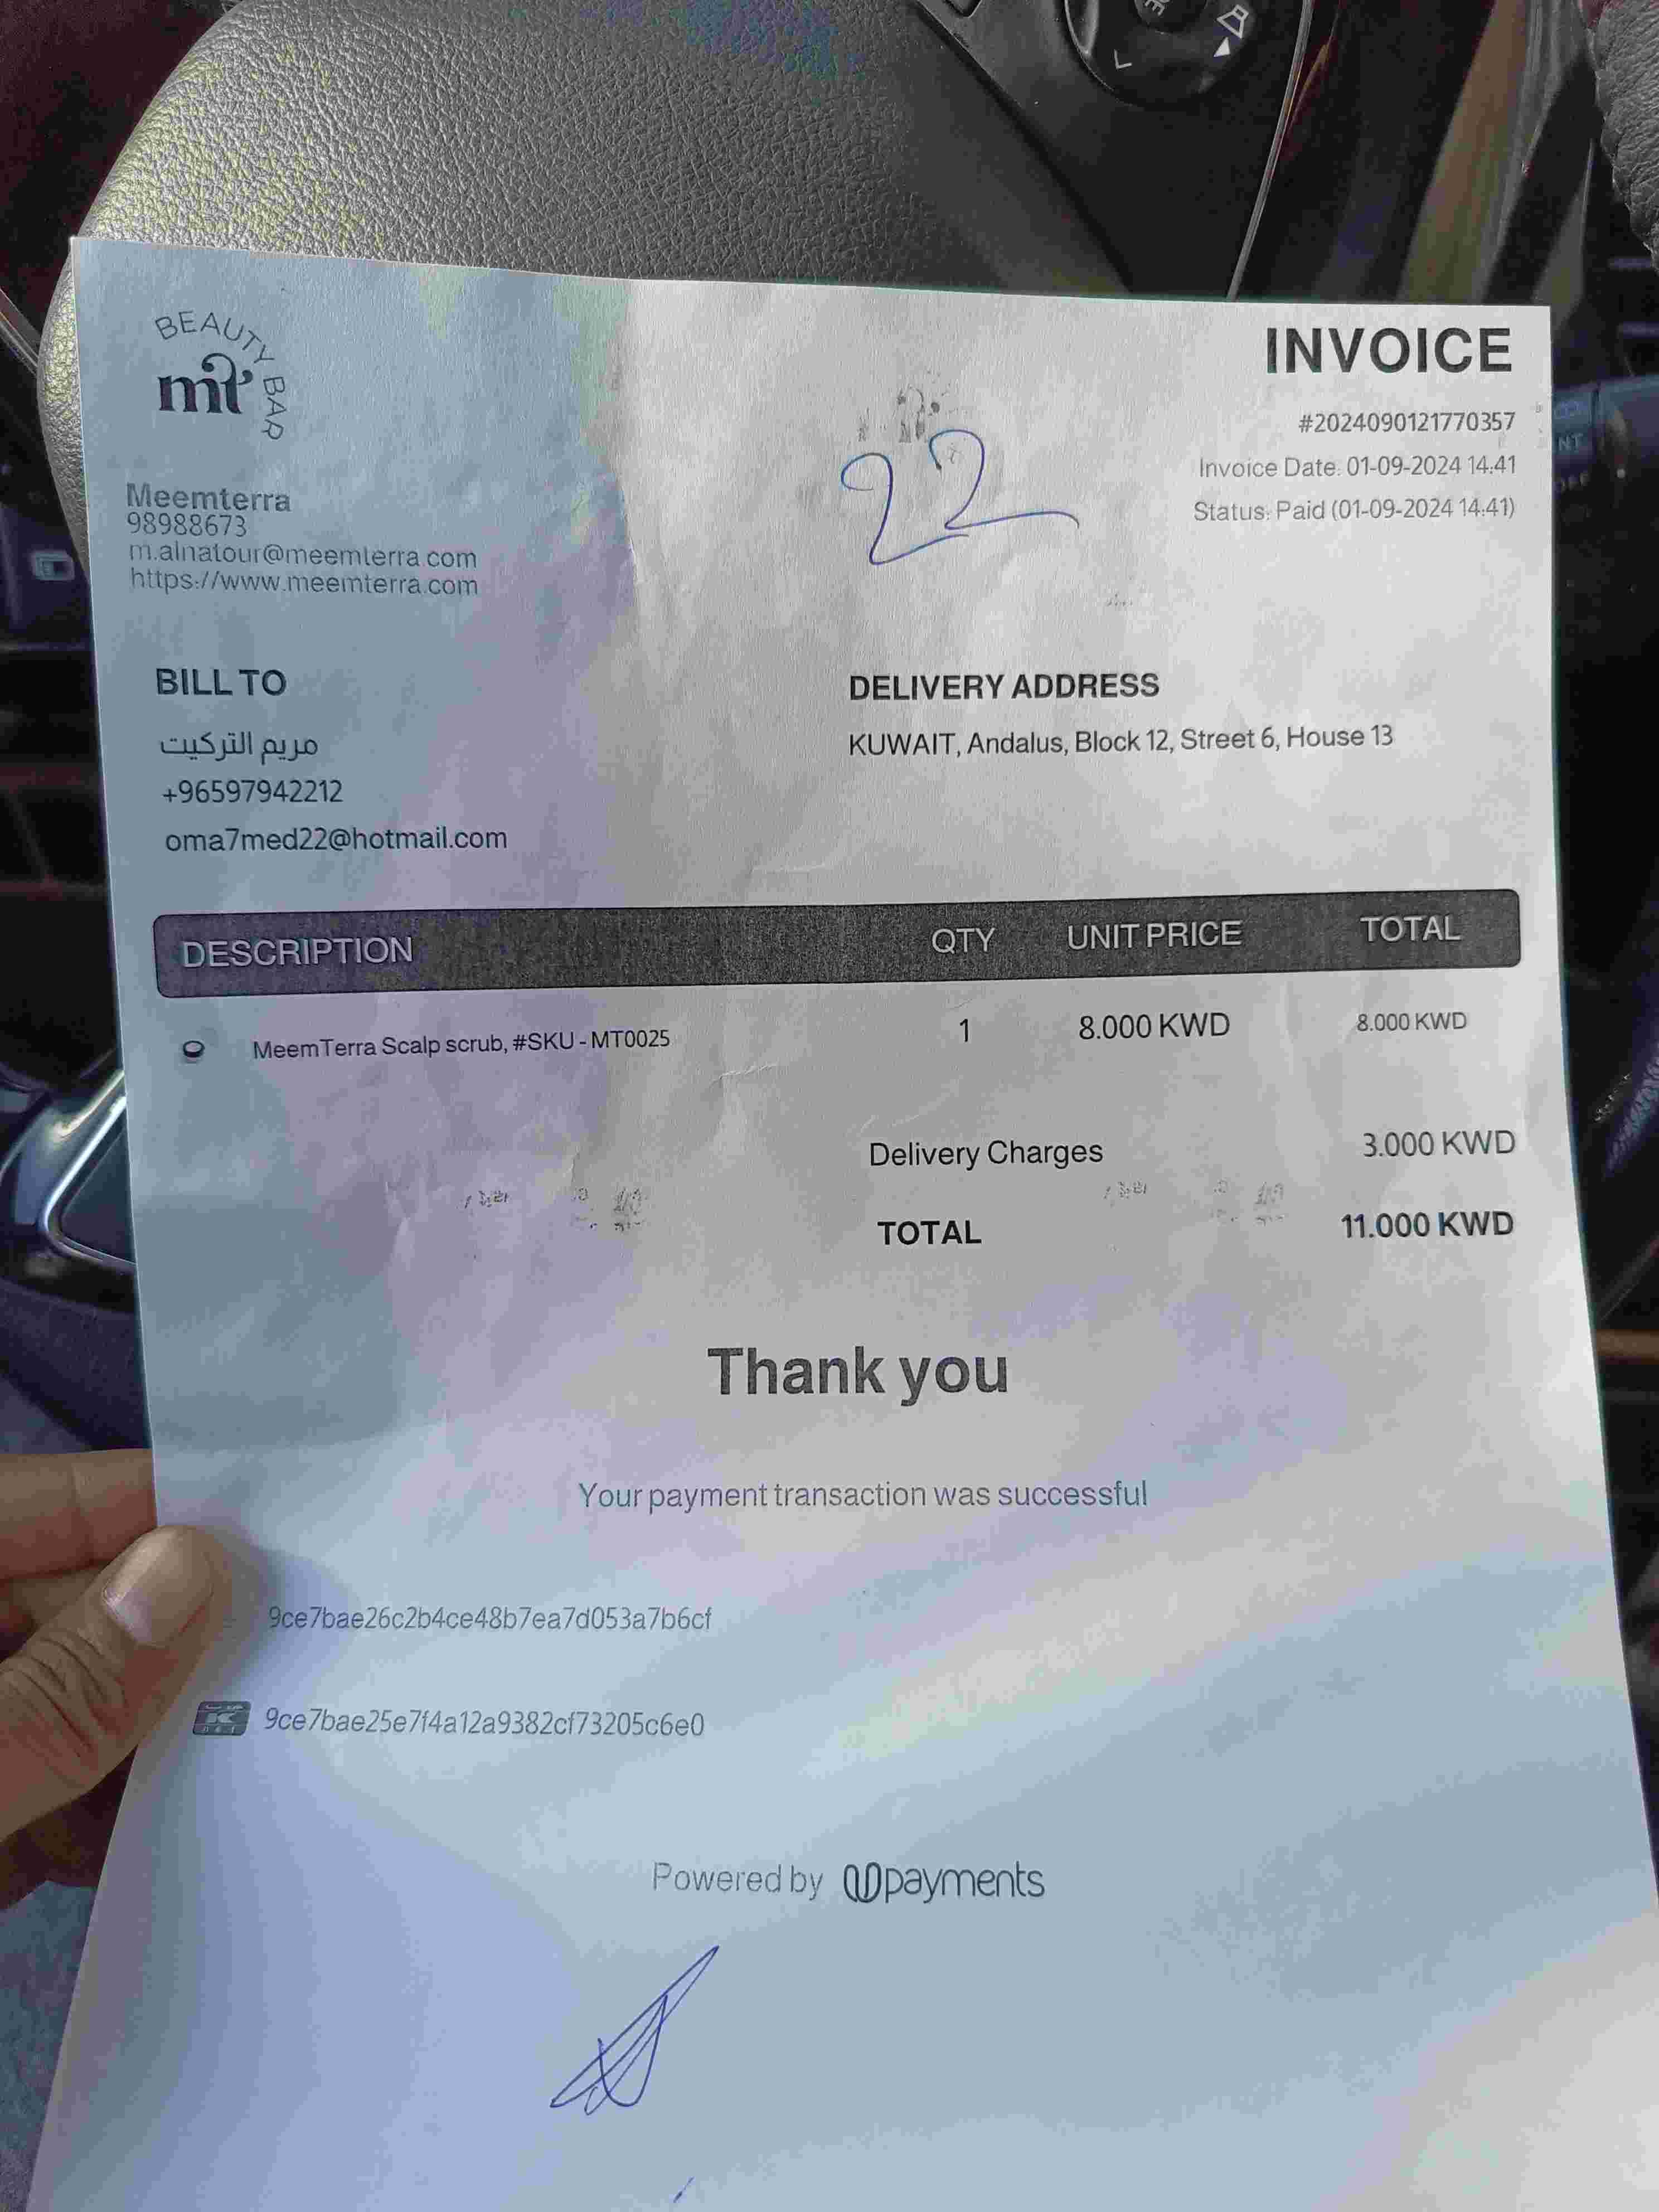 BEAUTY BAR
mt
INVOICE
#2024090121770357
Invoice Date: 01-09-2024 14:41
Status: Paid (01-09-2024 14:41)
22
Meemterra
98988673
m.alnatour@meemterra.com
https://www.meemterra.com
BILL TO
مريم التركيت
+96597942212
oma7med22@hotmail.com
DELIVERY ADDRESS
KUWAIT, Andalus, Block 12, Street 6, House 13
DESCRIPTION QTY UNIT PRICE TOTAL
MeemTerra Scalp scrub, #SKU - MT0025 1 8.000 KWD 8.000 KWD
Delivery Charges 3.000 KWD
TOTAL 11.000 KWD
Thank you
Your payment transaction was successful
9ce7bae26c2b4ce48b7ea7d053a7b6cf
9ce7bae25e7f4a12a9382cf73205c6e0
Powered by UPayments